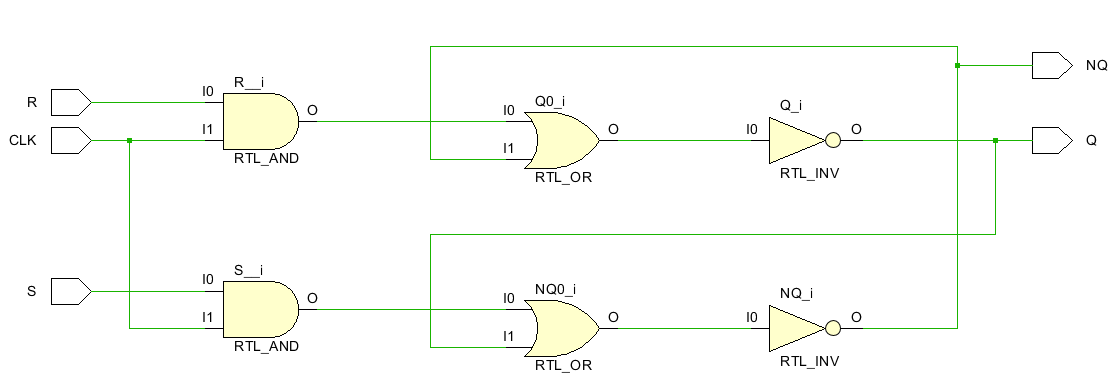 R
CLK
S
I0
I1
R__i
O
RTL_AND
I0
I1
S__i
O
RTL_AND
I0
I1
Q0_i
O
RTL_OR
I0
I1
NQ0_i
O
RTL_OR
I0
Q_i
O
RTL_INV
I0
NQ_i
O
RTL_INV
NQ
Q